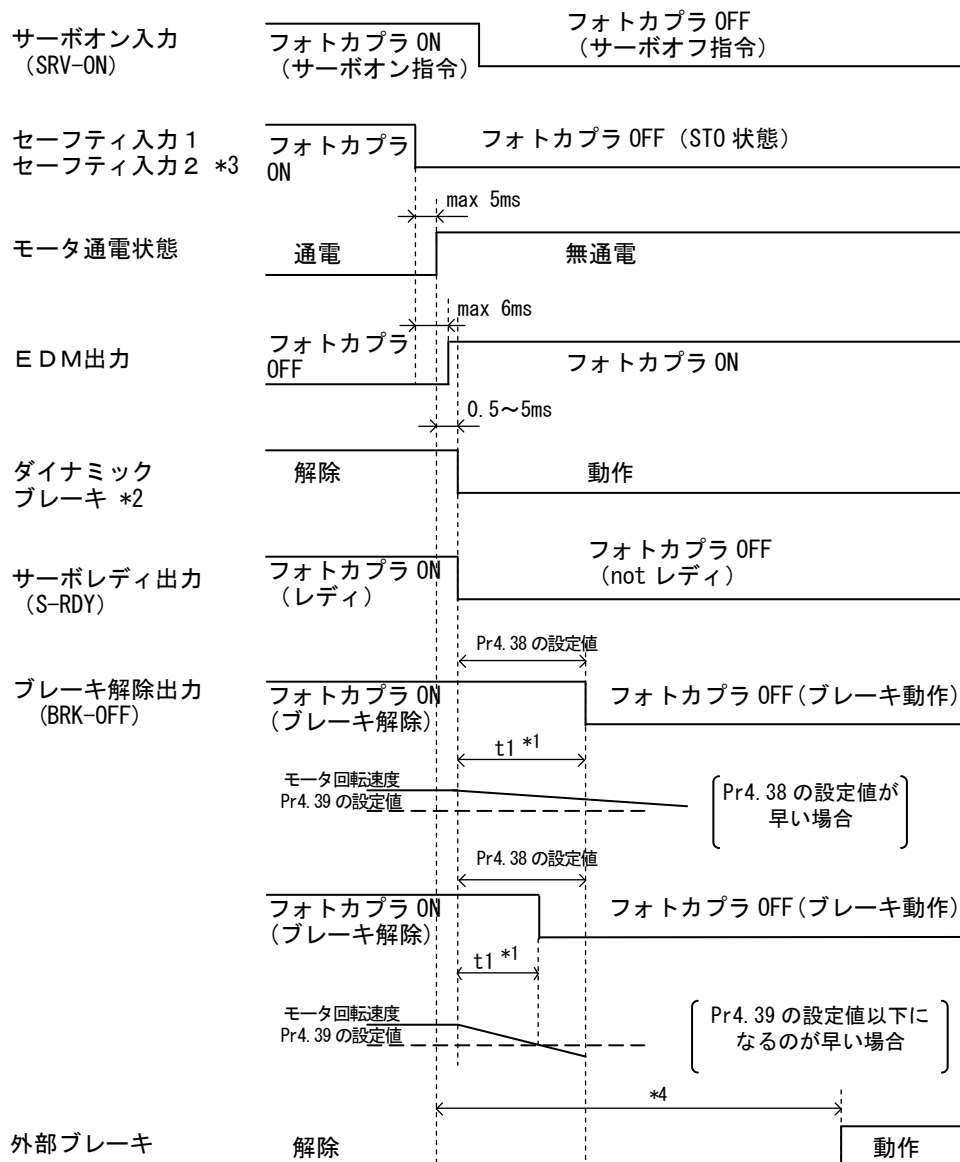 サーボオン入力
(SRV-ON)
フォトカプラ ON
(サーボオン指令)
フォトカプラ OFF
(サーボオフ指令)
セーフティ入力１
セーフティ入力２ *3
フォトカプラ
ON
フォトカプラ OFF (STO 状態)
max 5ms
モータ通電状態
通電
無通電
max 6ms
ＥＤＭ出力
フォトカプラ
OFF
フォトカプラ ON
0.5～5ms
ダイナミック
ブレーキ *2
解除
動作
サーボレディ出力
(S-RDY)
フォトカプラ ON
(レディ)
フォトカプラ OFF
(not レディ)
Pr4.38 の設定値
ブレーキ解除出力
(BRK-OFF)
フォトカプラ ON
(ブレーキ解除)
フォトカプラ OFF(ブレーキ動作)
t1 *1
モータ回転速度
Pr4.39 の設定値
Pr4.38 の設定値が
早い場合
Pr4.38 の設定値
フォトカプラ ON
(ブレーキ解除)
フォトカプラ OFF(ブレーキ動作)
t1 *1
モータ回転速度
Pr4.39 の設定値
Pr4.39 の設定値以下に
なるのが早い場合
*4
外部ブレーキ
解除
動作